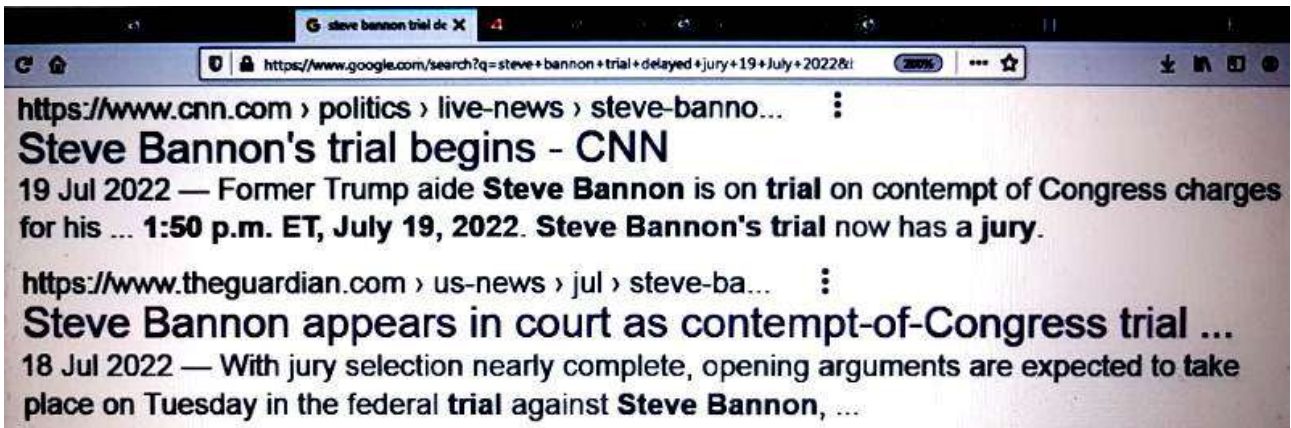 steve bannon trial de
https://www.google.com/search?q=steve+bannon+trial+delayed+jury+19+July+2022&
200%
https://www.cnn.com › politics › live-news › steve-banno...
Steve Bannon's trial begins - CNN
19 Jul 2022 — Former Trump aide Steve Bannon is on trial on contempt of Congress charges
for his ... 1:50 p.m. ET, July 19, 2022. Steve Bannon's trial now has a jury.
https://www.theguardian.com › us-news › jul › steve-ba...
Steve Bannon appears in court as contempt-of-Congress trial ...
18 Jul 2022 — With jury selection nearly complete, opening arguments are expected to take
place on Tuesday in the federal trial against Steve Bannon, ...